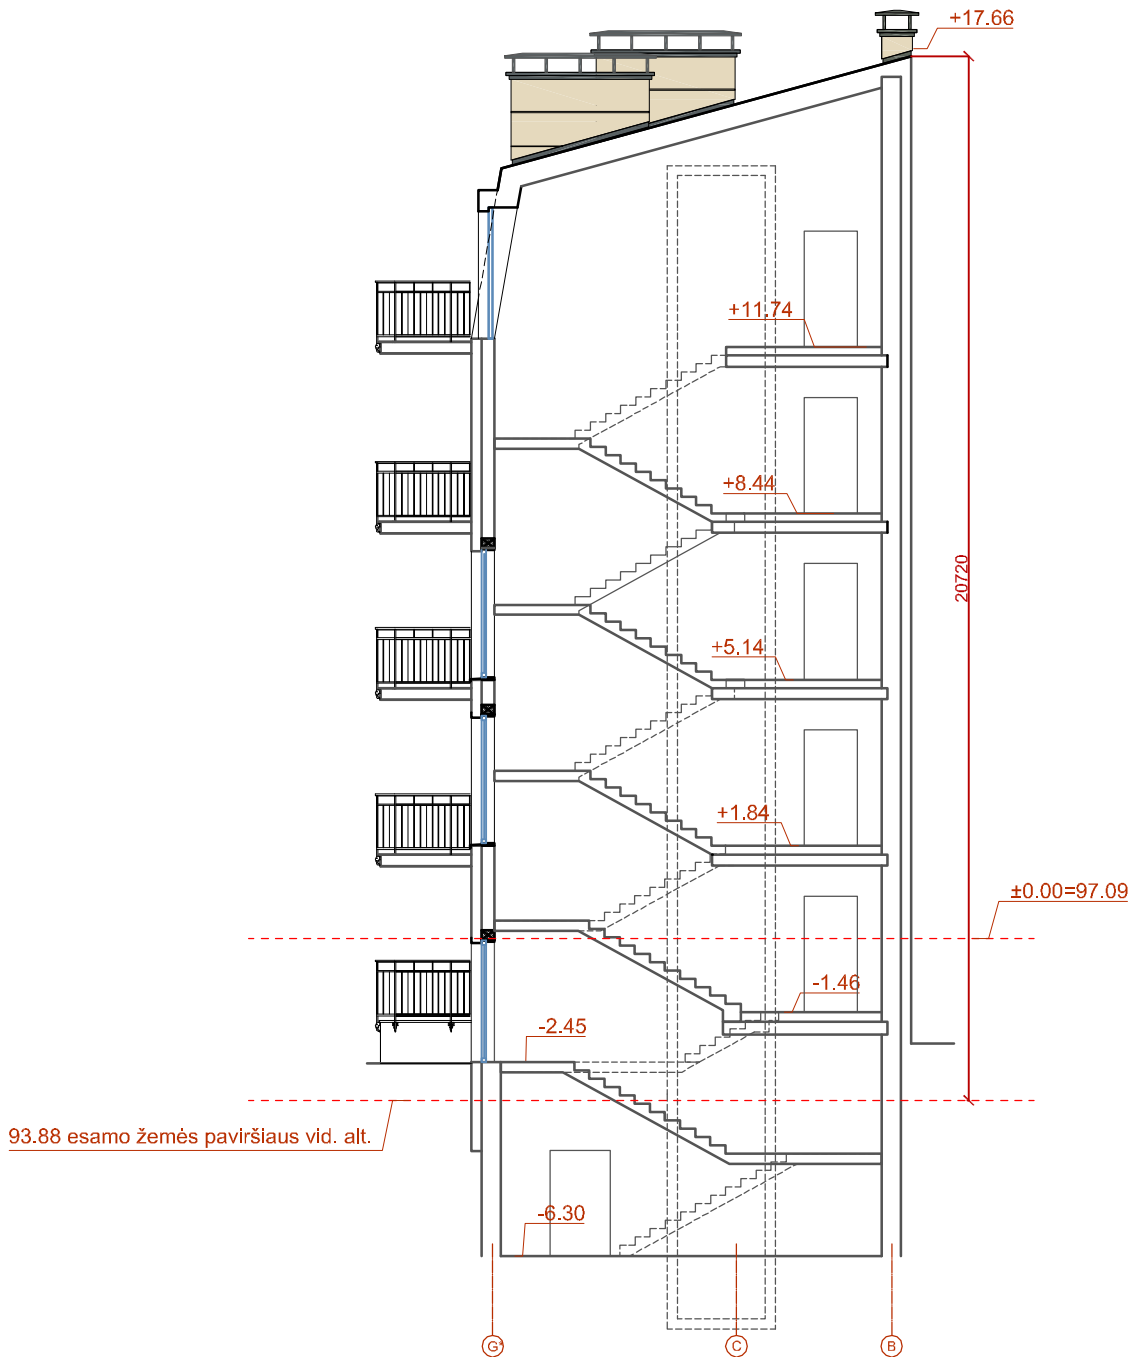 +17.66
+11.74
+8.44
20720
+5.14
+1.84
±0.00=97.09
-1.46
-2.45
93.88 esamo žemės paviršiaus vid. alt.
-6.30
G*
C
B